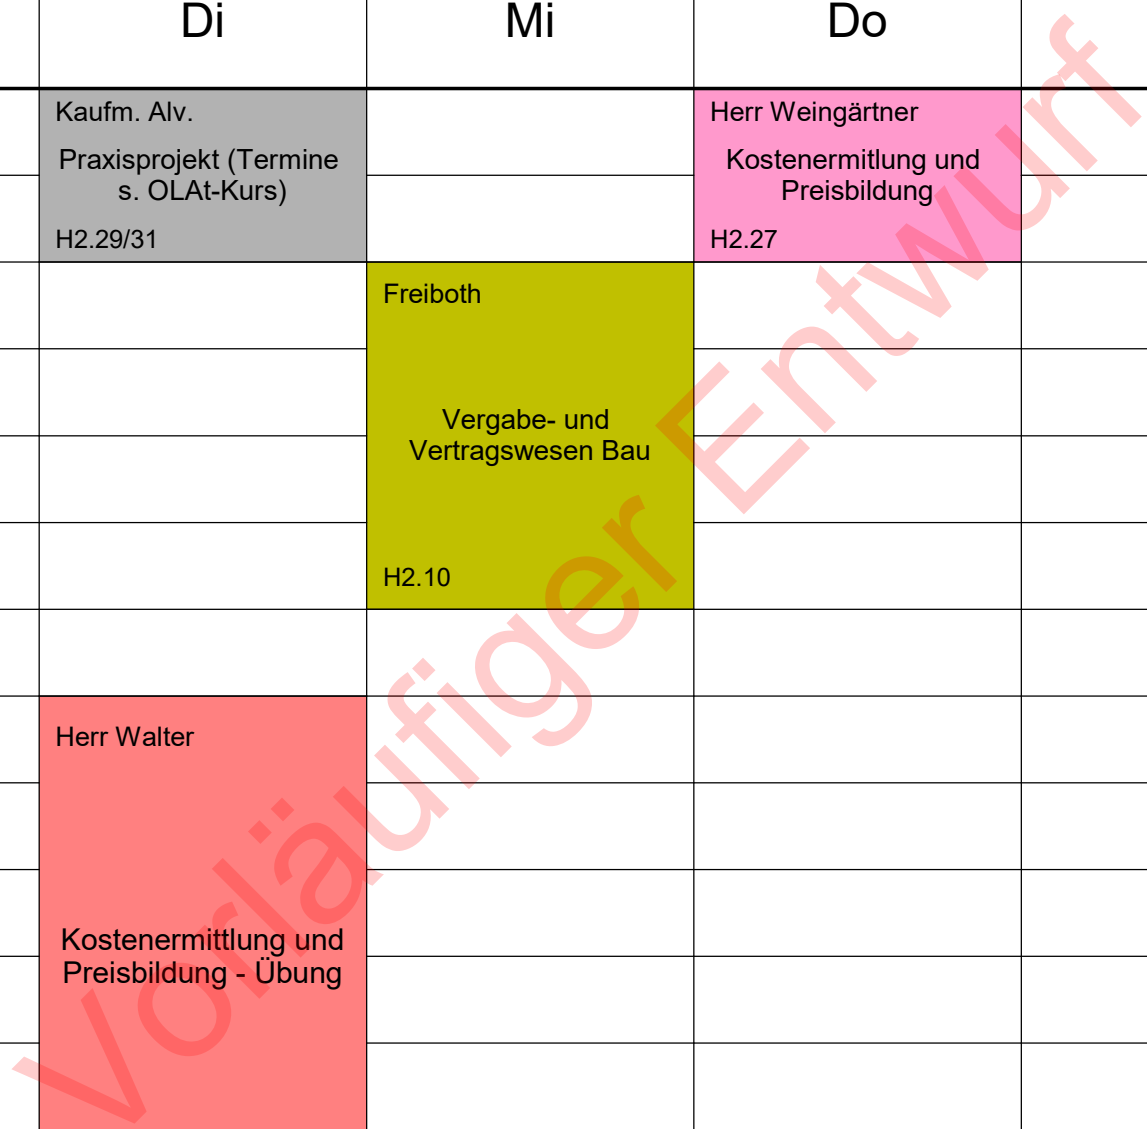 Di
Mi
Do
Kaufm. Alv.
Praxisprojekt (Termine
s. OLAt-Kurs)
H2.29/31
Herr Weingärtner
Kostenermitlung und
Preisbildung
H2.27
Freiboth
Vergabe- und
Vertragswesen Bau
H2.10
Herr Walter
Kostenermittlung und
Preisbildung - Übung
Vorläufiger Entwurf